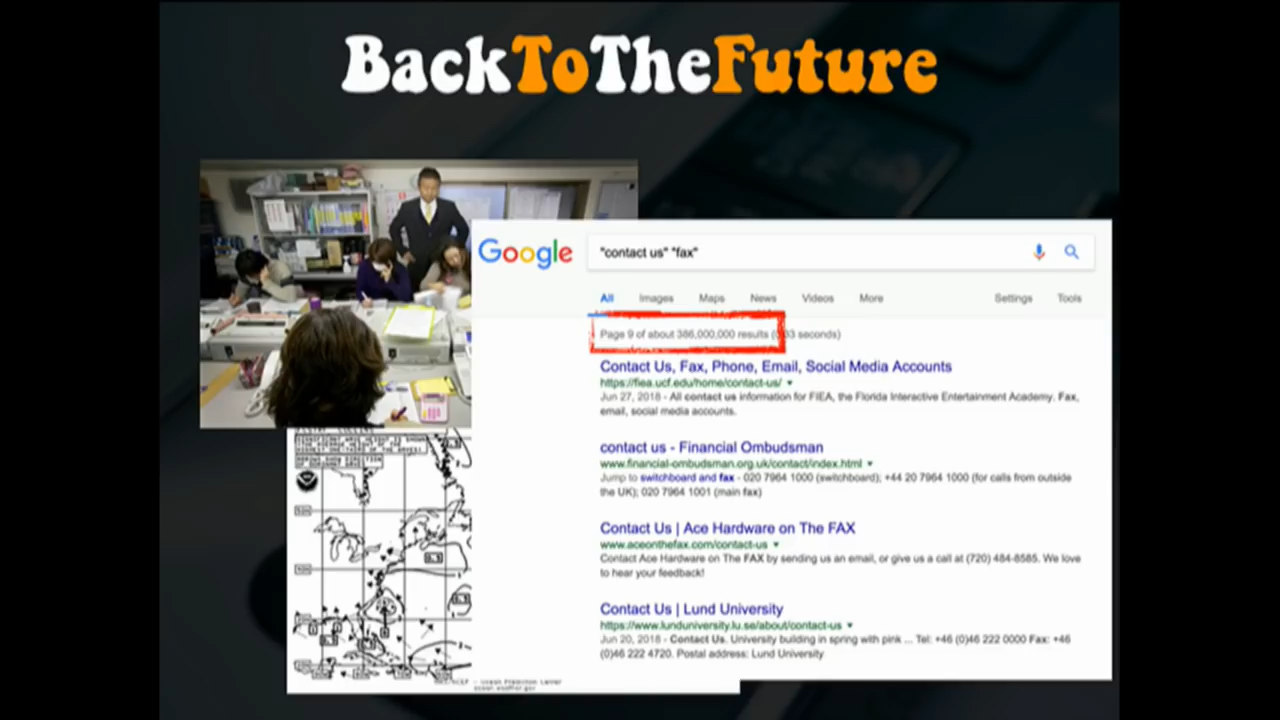 BackToTheFuture
Google
"contact us" "fax"
All Images Maps News Videos More Settings Tools
Page 9 of about 386,000,000 results (0.33 seconds)
Contact Us, Fax, Phone, Email, Social Media Accounts
https://fiea.ucf.edu/home/contact-us/
Jun 27, 2018 - All contact us information for FIEA, the Florida Interactive Entertainment Academy. Fax,
email, social media accounts.
contact us - Financial Ombudsman
www.financial-ombudsman.org.uk/contact/index.html
Jump to switchboard and fax - 020 7964 1000 (switchboard); +44 20 7964 1000 (for calls from outside
the UK); 020 7964 1001 (main fax)
Contact Us | Ace Hardware on The FAX
www.aceonthefax.com/contact-us
Contact Ace Hardware on The FAX by sending us an email, or give us a call at (720) 484-8585. We love
to hear your feedback!
Contact Us | Lund University
https://www.lunduniversity.lu.se/about/contact-us
Jun 20, 2018 - Contact Us. University building in spring with pink ... Tel: +46 (0)46 222 0000 Fax: +46
(0)46 222 4720. Postal address: Lund University